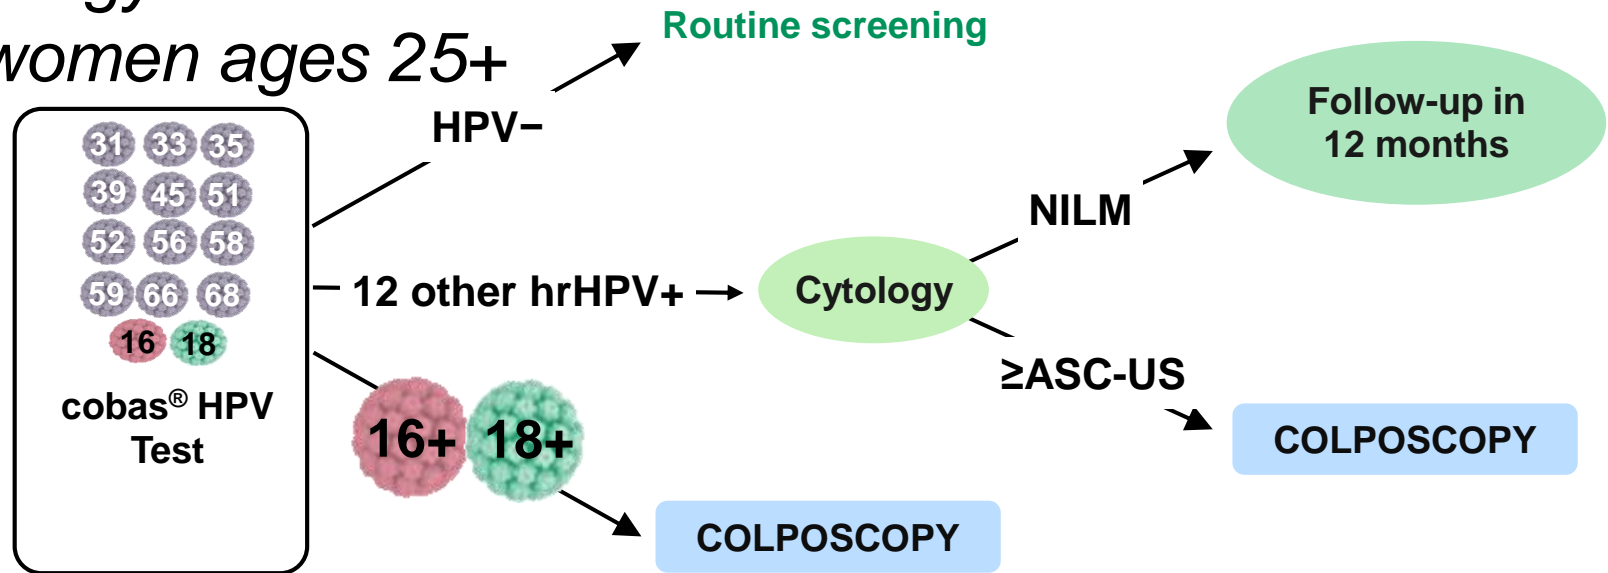 women ages 25+
Routine screening
HPV−
31 33 35
39 45 51
52 56 58
59 66 68
16 18
cobas® HPV
Test
12 other hrHPV+
Cytology
NILM
Follow-up in
12 months
≥ASC-US
COLPOSCOPY
16+ 18+
COLPOSCOPY